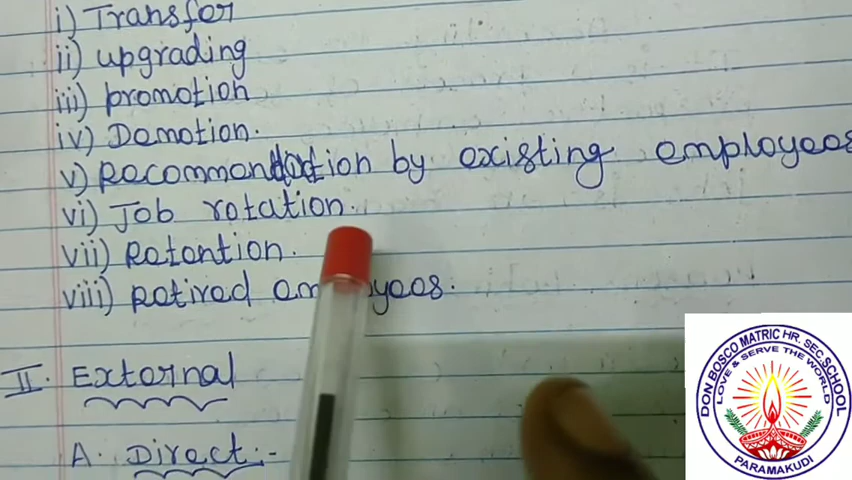 i) Transfer
ii) upgrading
iii) promotion
iv) Demotion.
v) Recommendation by existing employees
vi) Job rotation.
vii) Retention.
viii) retired employees.
II. External
A. Direct:-
DON BOSCO MATRIC HR. SEC. SCHOOL
LOVE & SERVE THE WORLD
PARAMAKUDI